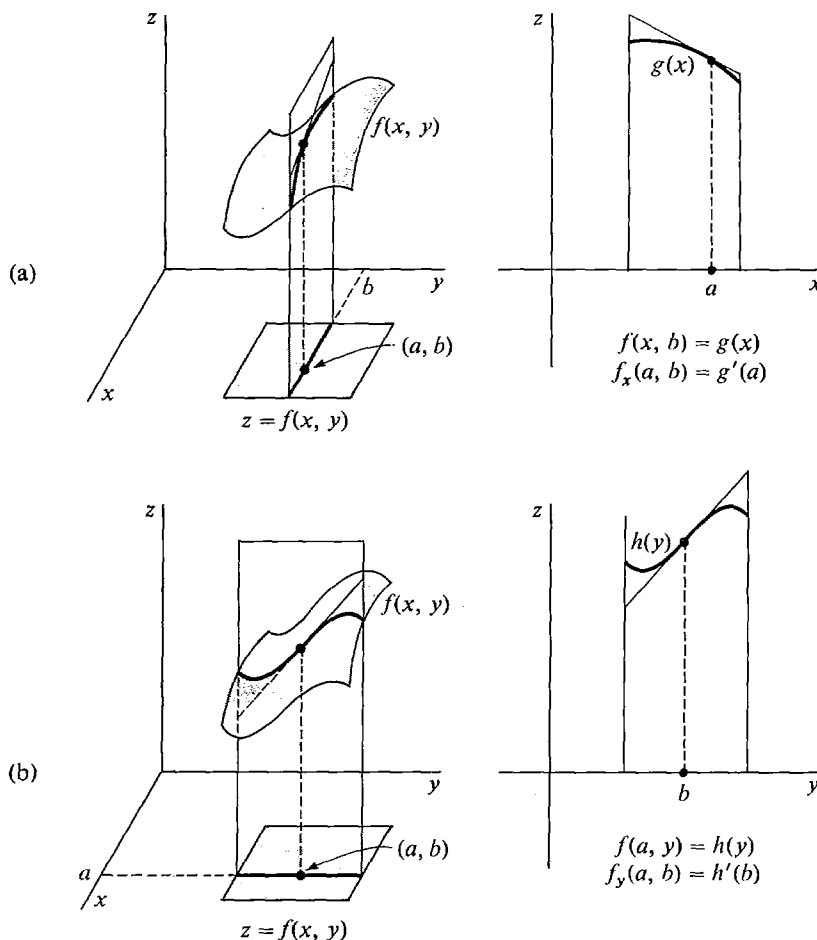 z
f(x, y)
(a)
b
y
(a, b)
x
z = f(x, y)
z
g(x)
a
x
f(x, b) = g(x)
f_x(a, b) = g′(a)
z
f(x, y)
(b)
y
a
(a, b)
x
z = f(x, y)
z
h(y)
b
y
f(a, y) = h(y)
f_y(a, b) = h′(b)